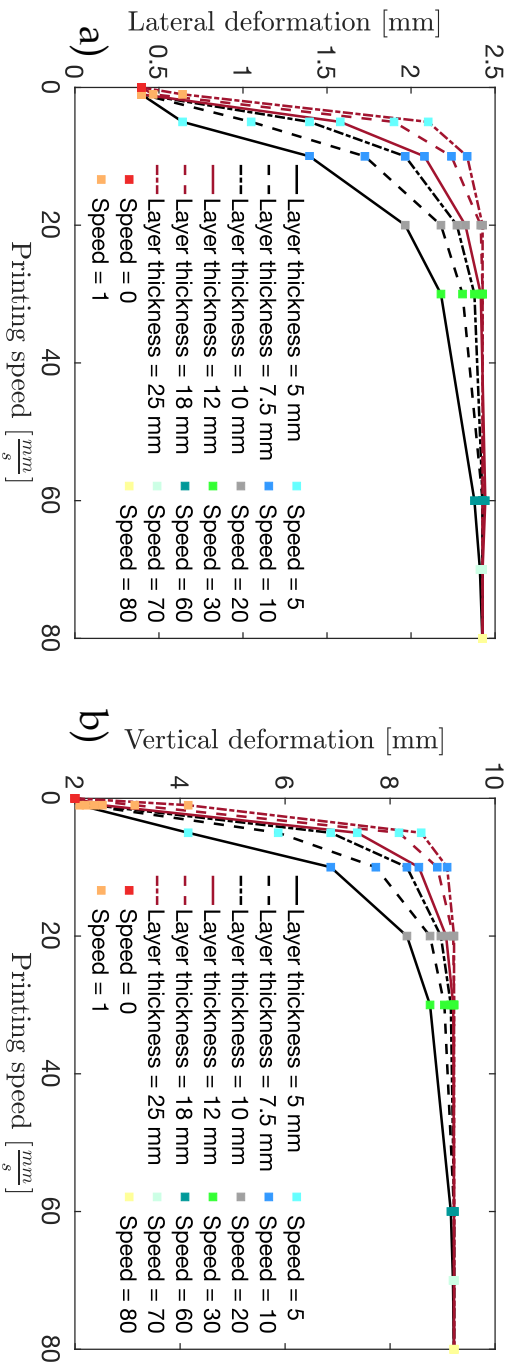 Lateral deformation [mm]
2.5
2
1.5
1
0.5
0
0
20
40
60
80
Printing speed [mm/s]
Layer thickness = 5 mm
Layer thickness = 7.5 mm
Layer thickness = 10 mm
Layer thickness = 12 mm
Layer thickness = 18 mm
Layer thickness = 25 mm
Speed = 0
Speed = 1
Speed = 5
Speed = 10
Speed = 20
Speed = 30
Speed = 60
Speed = 70
Speed = 80
a)
Vertical deformation [mm]
10
8
6
4
2
0
20
40
60
80
Printing speed [mm/s]
Layer thickness = 5 mm
Layer thickness = 7.5 mm
Layer thickness = 10 mm
Layer thickness = 12 mm
Layer thickness = 18 mm
Layer thickness = 25 mm
Speed = 0
Speed = 1
Speed = 5
Speed = 10
Speed = 20
Speed = 30
Speed = 60
Speed = 70
Speed = 80
b)